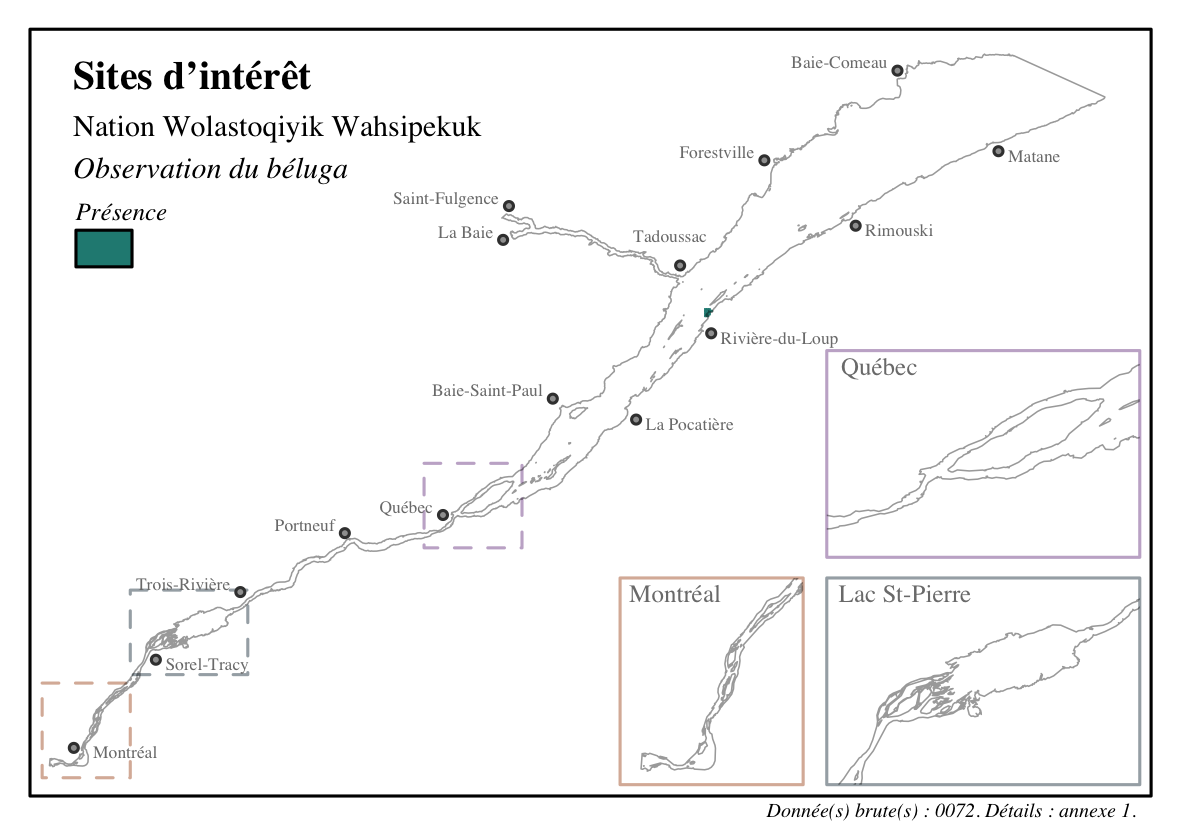 Sites d’intérêt
Nation Wolastoqiyik Wahsipekuk
Observation du béluga
Présence
Baie-Comeau
Forestville
Matane
Saint-Fulgence
La Baie
Tadoussac
Rimouski
Rivière-du-Loup
Baie-Saint-Paul
La Pocatière
Québec
Portneuf
Trois-Rivière
Sorel-Tracy
Montréal
Québec
Montréal
Lac St-Pierre
Donnée(s) brute(s) : 0072. Détails : annexe 1.